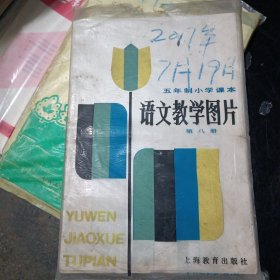 2017年
7月19日
五年制小学课本
语文教学图片
第八册
YUWEN
JIAOXUE
TUPIAN
上海教育出版社